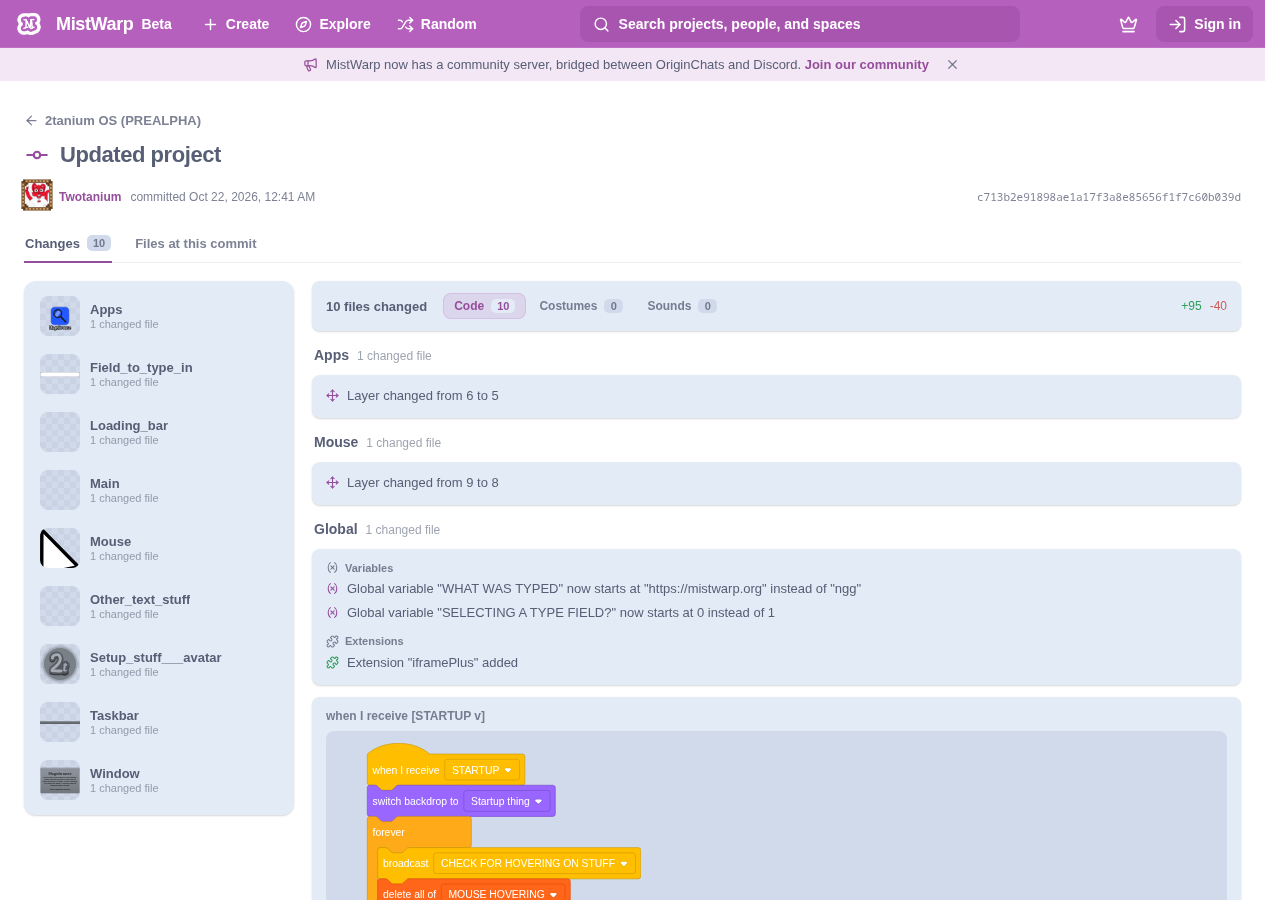 MistWarp Beta
Create
Explore
Random
Search projects, people, and spaces
Sign in
MistWarp now has a community server, bridged between OriginChats and Discord. Join our community
2tanium OS (PREALPHA)
Updated project
Twotanium committed Oct 22, 2026, 12:41 AM
c713b2e91898ae1a17f3a8e85656f1f7c60b039d
Changes 10
Files at this commit
Apps
1 changed file
Field_to_type_in
1 changed file
Loading_bar
1 changed file
Main
1 changed file
Mouse
1 changed file
Other_text_stuff
1 changed file
Setup_stuff___avatar
1 changed file
Taskbar
1 changed file
Window
1 changed file
10 files changed
Code 10
Costumes 0
Sounds 0
+95 -40
Apps 1 changed file
Layer changed from 6 to 5
Mouse 1 changed file
Layer changed from 9 to 8
Global 1 changed file
Variables
Global variable "WHAT WAS TYPED" now starts at "https://mistwarp.org" instead of "ngg"
Global variable "SELECTING A TYPE FIELD?" now starts at 0 instead of 1
Extensions
Extension "iframePlus" added
when I receive [STARTUP v]
when I receive STARTUP
switch backdrop to Startup thing
forever
broadcast CHECK FOR HOVERING ON STUFF
delete all of MOUSE HOVERING